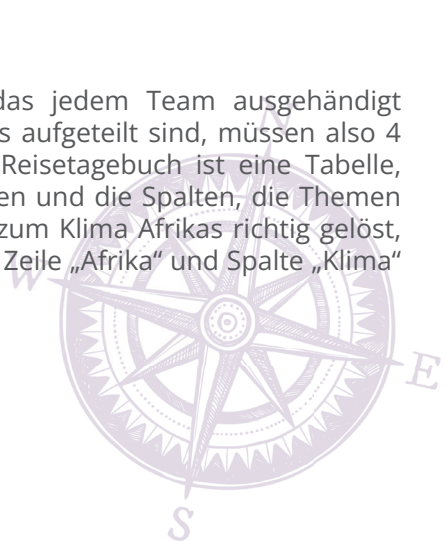 das jedem Team ausgehändigt
s aufgeteilt sind, müssen also 4
Reisetagebuch ist eine Tabelle,
en und die Spalten, die Themen
zum Klima Afrikas richtig gelöst,
Zeile „Afrika“ und Spalte „Klima“
N
W
E
S